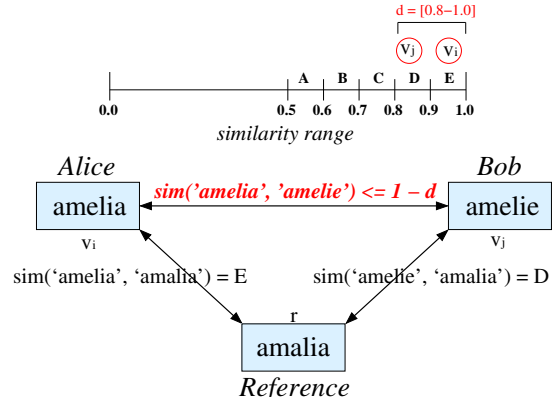 d = [0.8–1.0]
vj vi
A B C D E
0.0 0.5 0.6 0.7 0.8 0.9 1.0
similarity range
Alice Bob
sim('amelia', 'amelie') <= 1 – d
amelia amelie
vi vj
sim(‘amelia’, ‘amalia’) = E sim(‘amelie’, ‘amalia’) = D
r
amalia
Reference